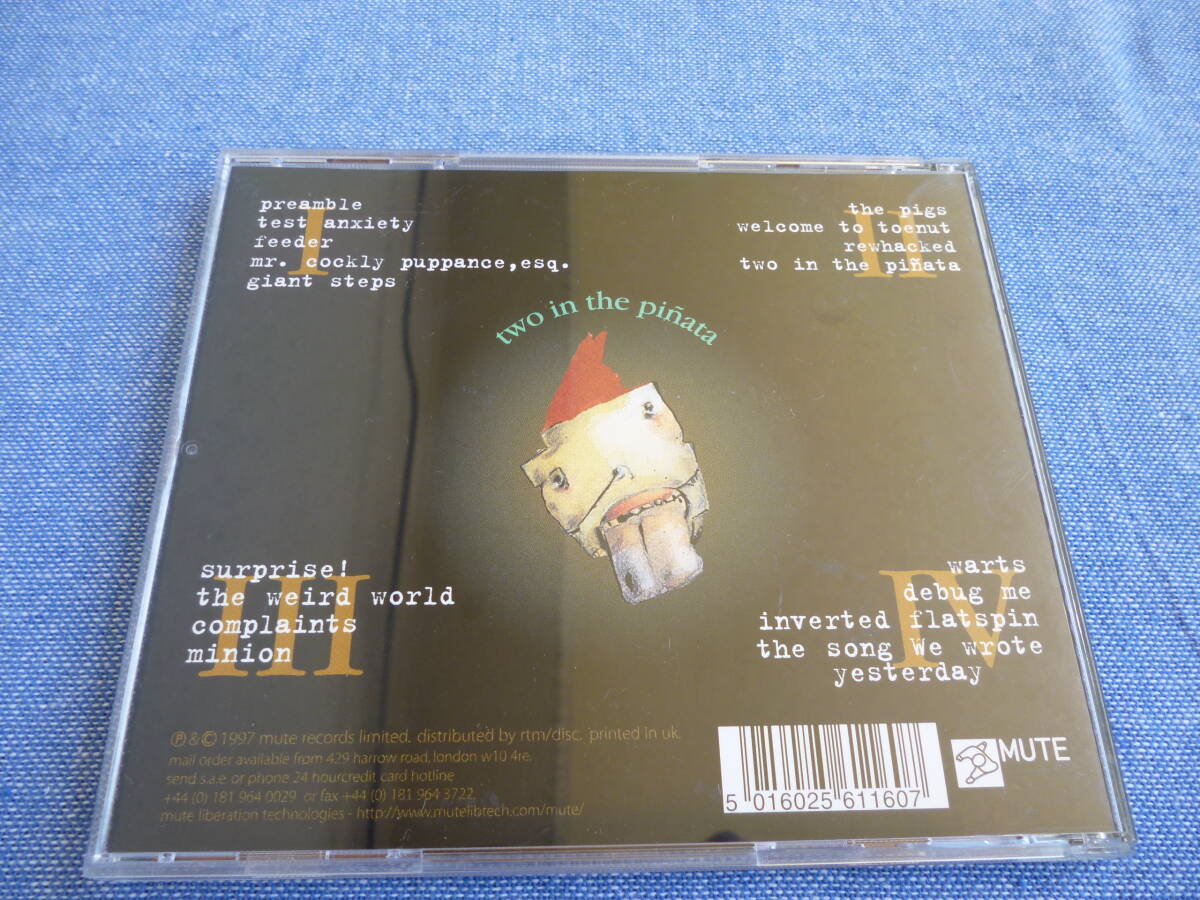 I
preamble
test anxiety
feeder
mr. cockly puppance,esq.
giant steps
II
the pigs
welcome to toenut
rewhacked
two in the piñata
two in the piñata
III
surprise!
the weird world
complaints
minion
IV
warts
debug me
inverted flatspin
the song We wrote
yesterday
℗ & © 1997 mute records limited. distributed by rtm/disc. printed in uk.
mail order available from 429 harrow road, london w10 4re.
send s.a.e or phone 24 hourcredit card hotline
+44 (0) 181 964 0029 or fax +44 (0) 181 964 3722
mute liberation technologies - http://www.mutelibtech.com/mute/
5 016025 611607
MUTE